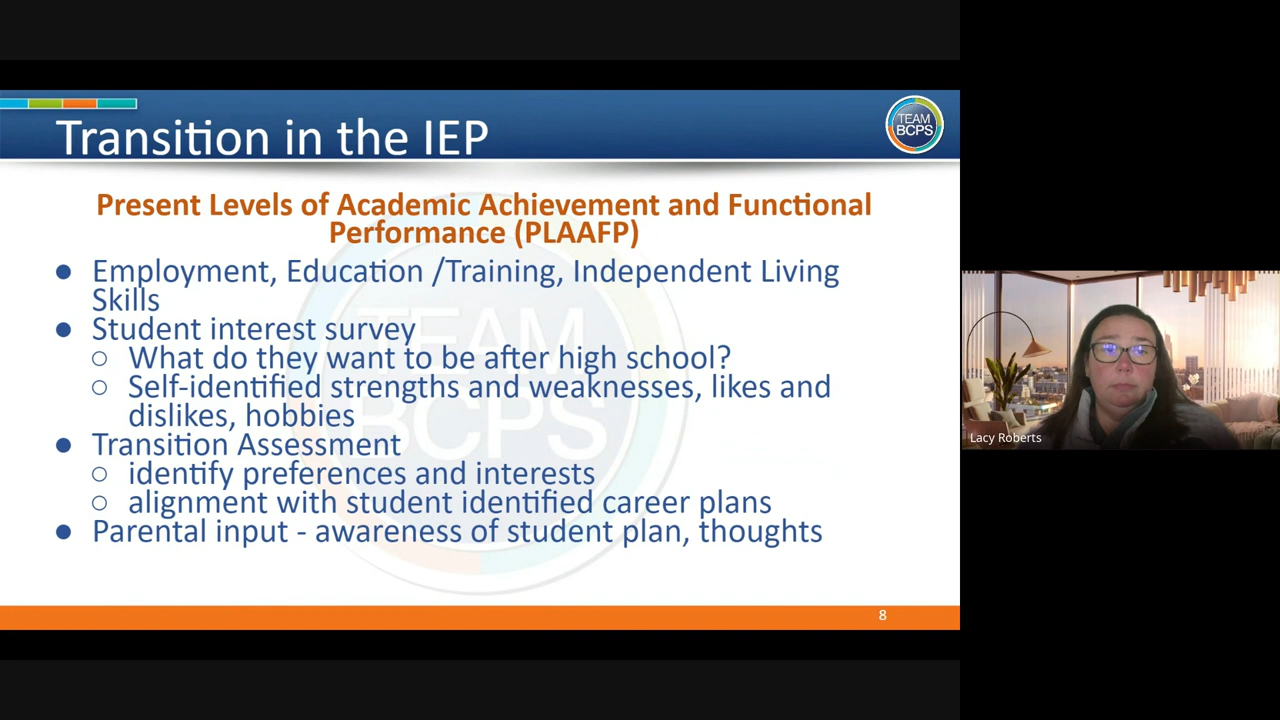 Transition in the IEP
TEAM
BCPS
Present Levels of Academic Achievement and Functional
Performance (PLAAFP)
● Employment, Education /Training, Independent Living
Skills
● Student interest survey
○ What do they want to be after high school?
○ Self-identified strengths and weaknesses, likes and
dislikes, hobbies
● Transition Assessment
○ identify preferences and interests
○ alignment with student identified career plans
● Parental input - awareness of student plan, thoughts
TEAM
BCPS
8
Lacy Roberts